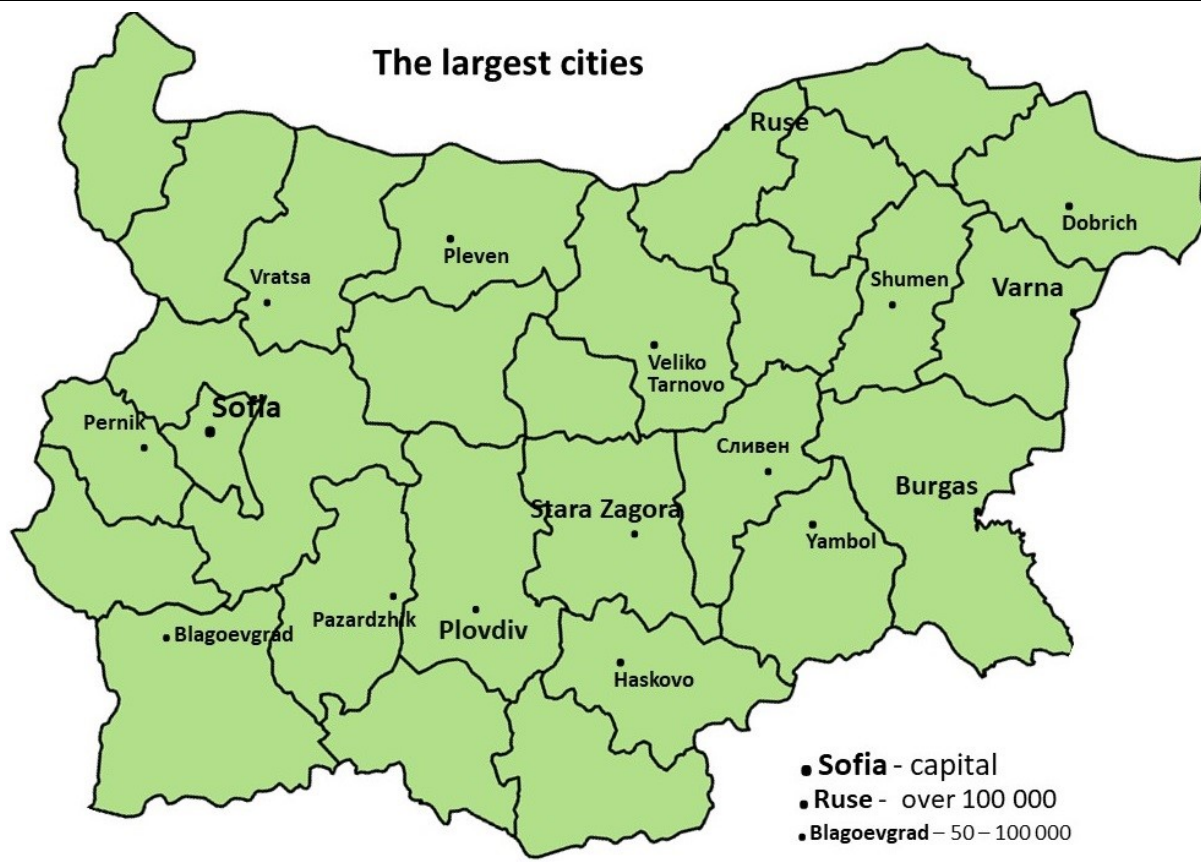 The largest cities
Ruse
Dobrich
Pleven
Vratsa
Shumen
Varna
Veliko
Tarnovo
Sofia
Pernik
Сливен
Burgas
Stara Zagora
Yambol
Pazardzhik
Plovdiv
Blagoevgrad
Haskovo
Sofia - capital
Ruse - over 100 000
Blagoevgrad – 50 – 100 000